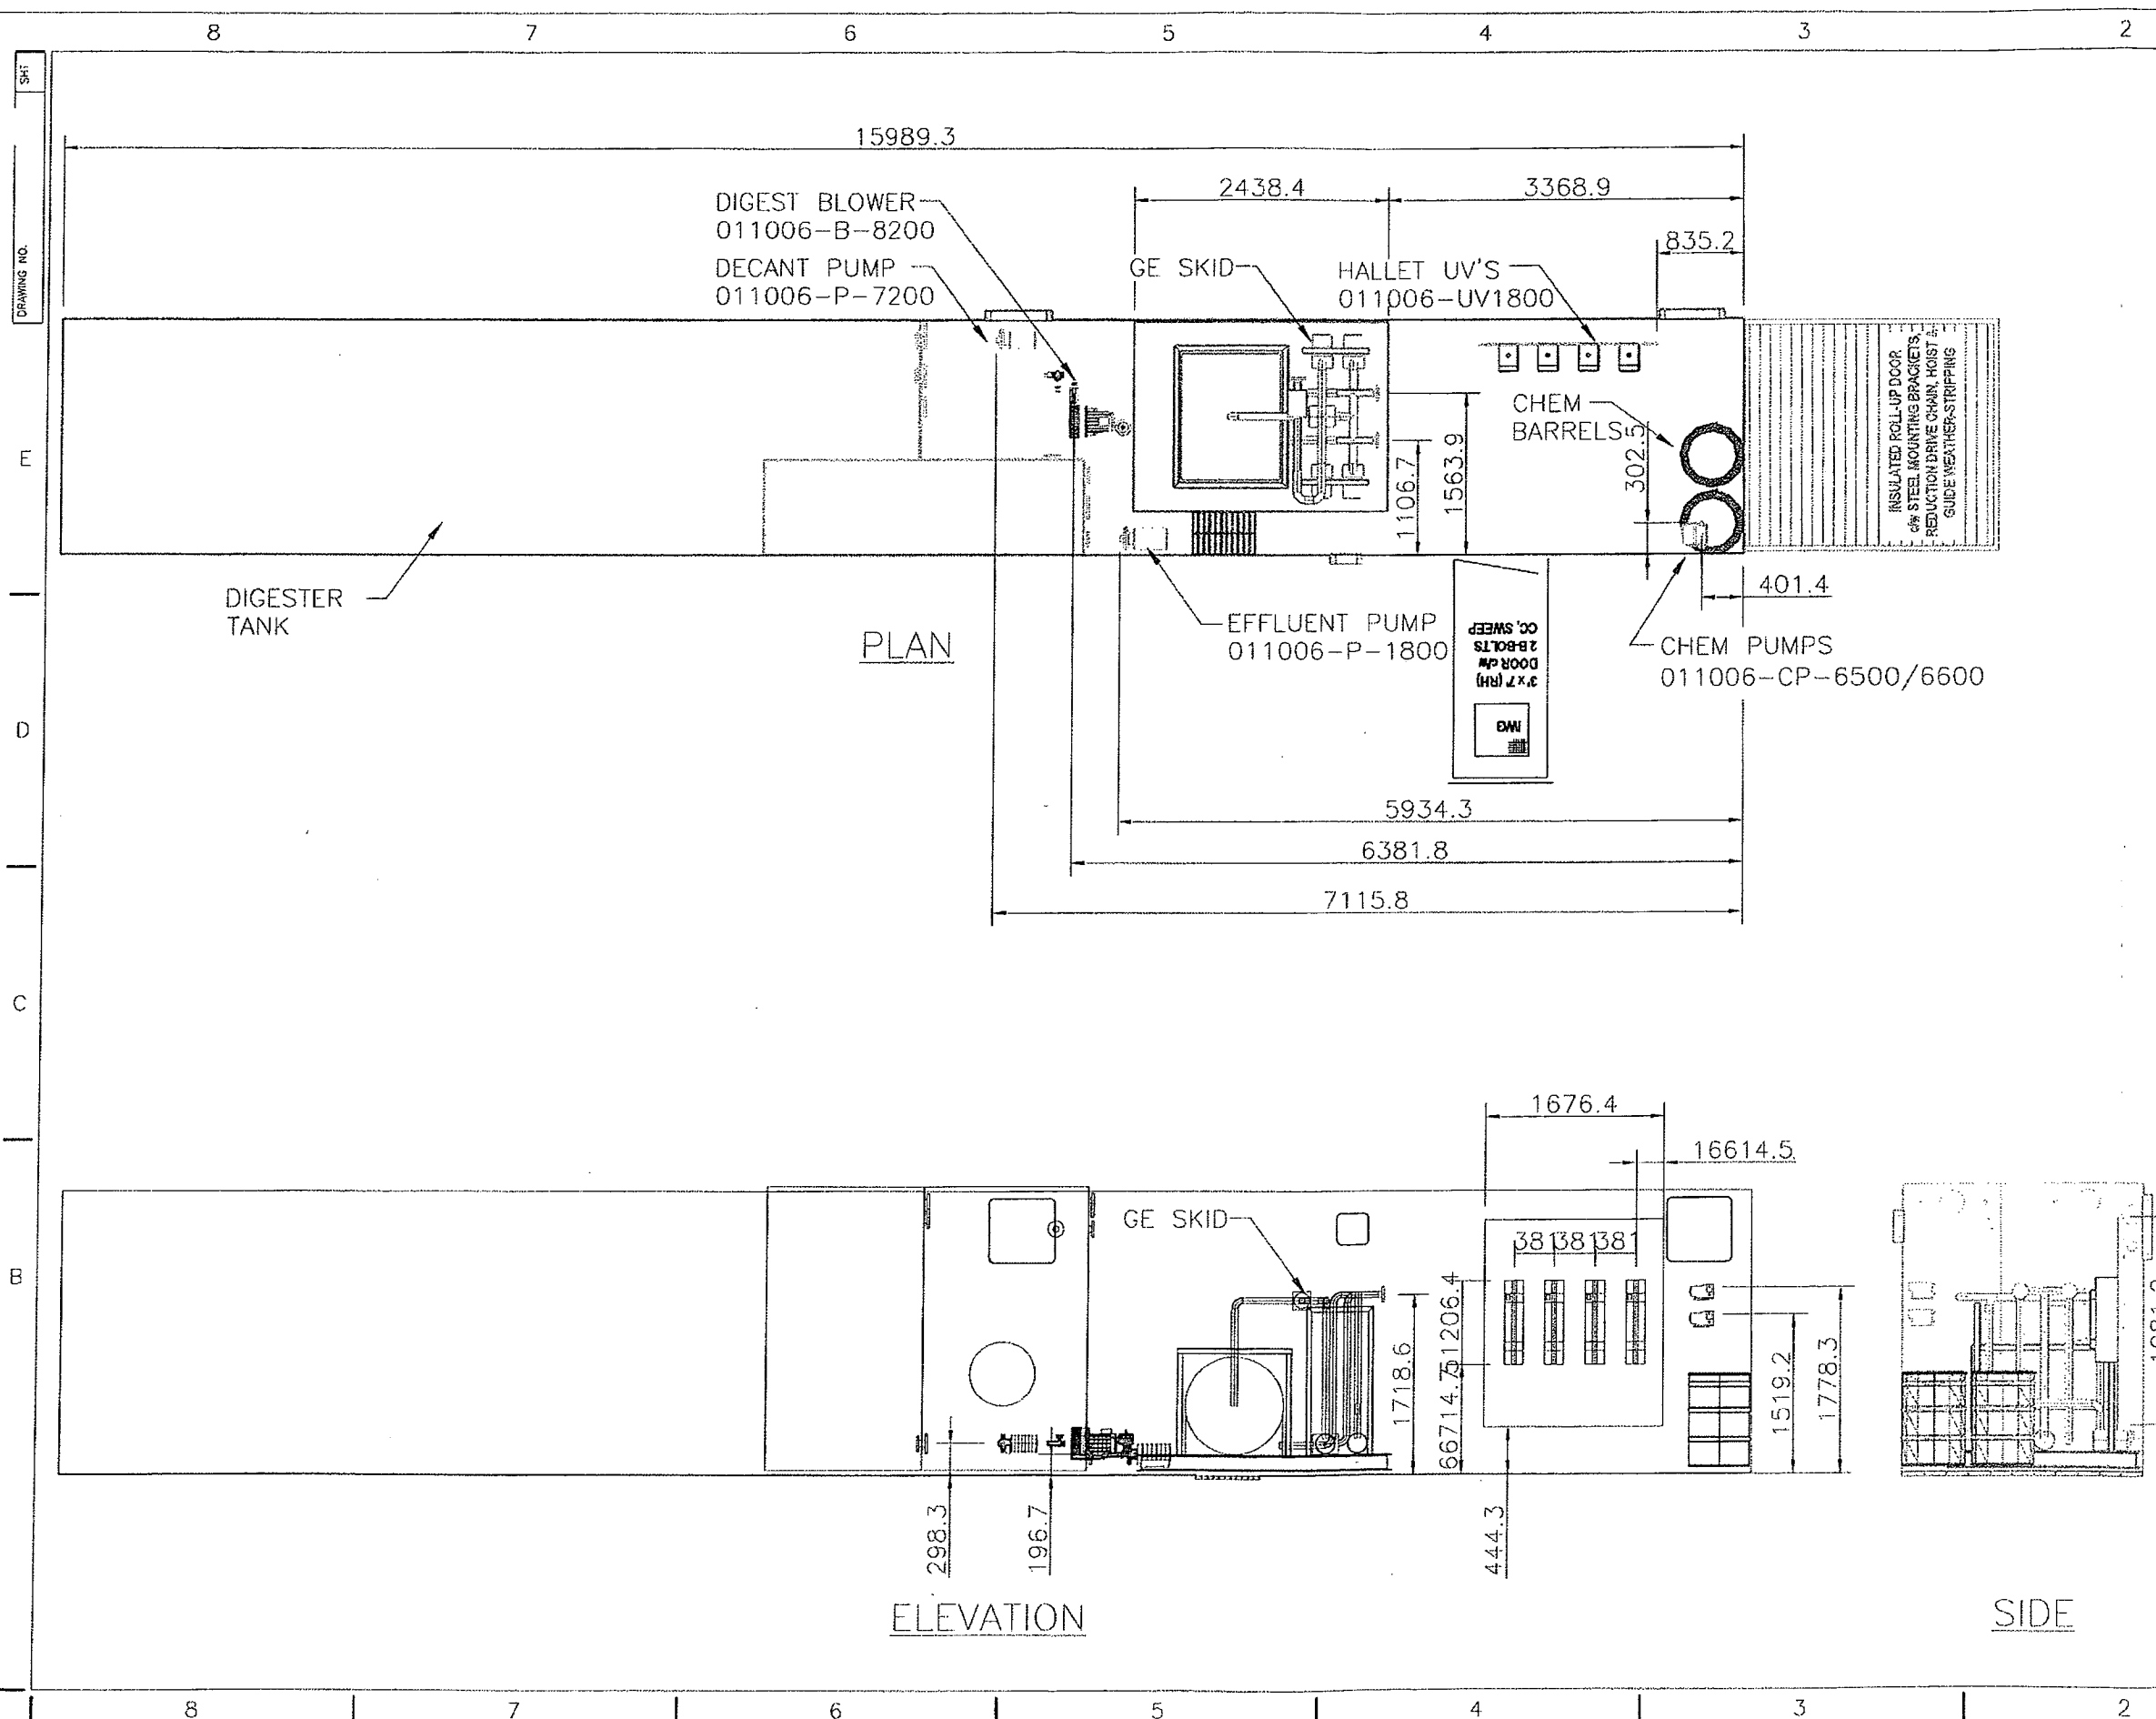 8 7 6 5 4 3 2
SHT
DRAWING NO.
15989.3
2438.4
3368.9
835.2
DIGEST BLOWER
011006-B-8200
DECANT PUMP
011006-P-7200
GE SKID
HALLET UV'S
011006-UV1800
CHEM
BARRELS
302.5
1106.7
1563.9
INSULATED ROLL-UP DOOR
c/w STEEL MOUNTING BRACKETS,
REDUCTION DRIVE CHAIN, HOIST &
GUIDE WEATHER-STRIPPING
E
DIGESTER
TANK
PLAN
EFFLUENT PUMP
011006-P-1800
401.4
CHEM PUMPS
011006-CP-6500/6600
3' x 7' (RH)
DOOR c/w
2-B-BOLTS
CC, SWEEP
IWG
D
5934.3
6381.8
7115.8
C
1676.4
16614.5
GE SKID
381 381 381
B
1718.6
1206.4
1519.2
1778.3
298.3
196.7
444.3
ELEVATION
SIDE
8 7 6 5 4 3 2